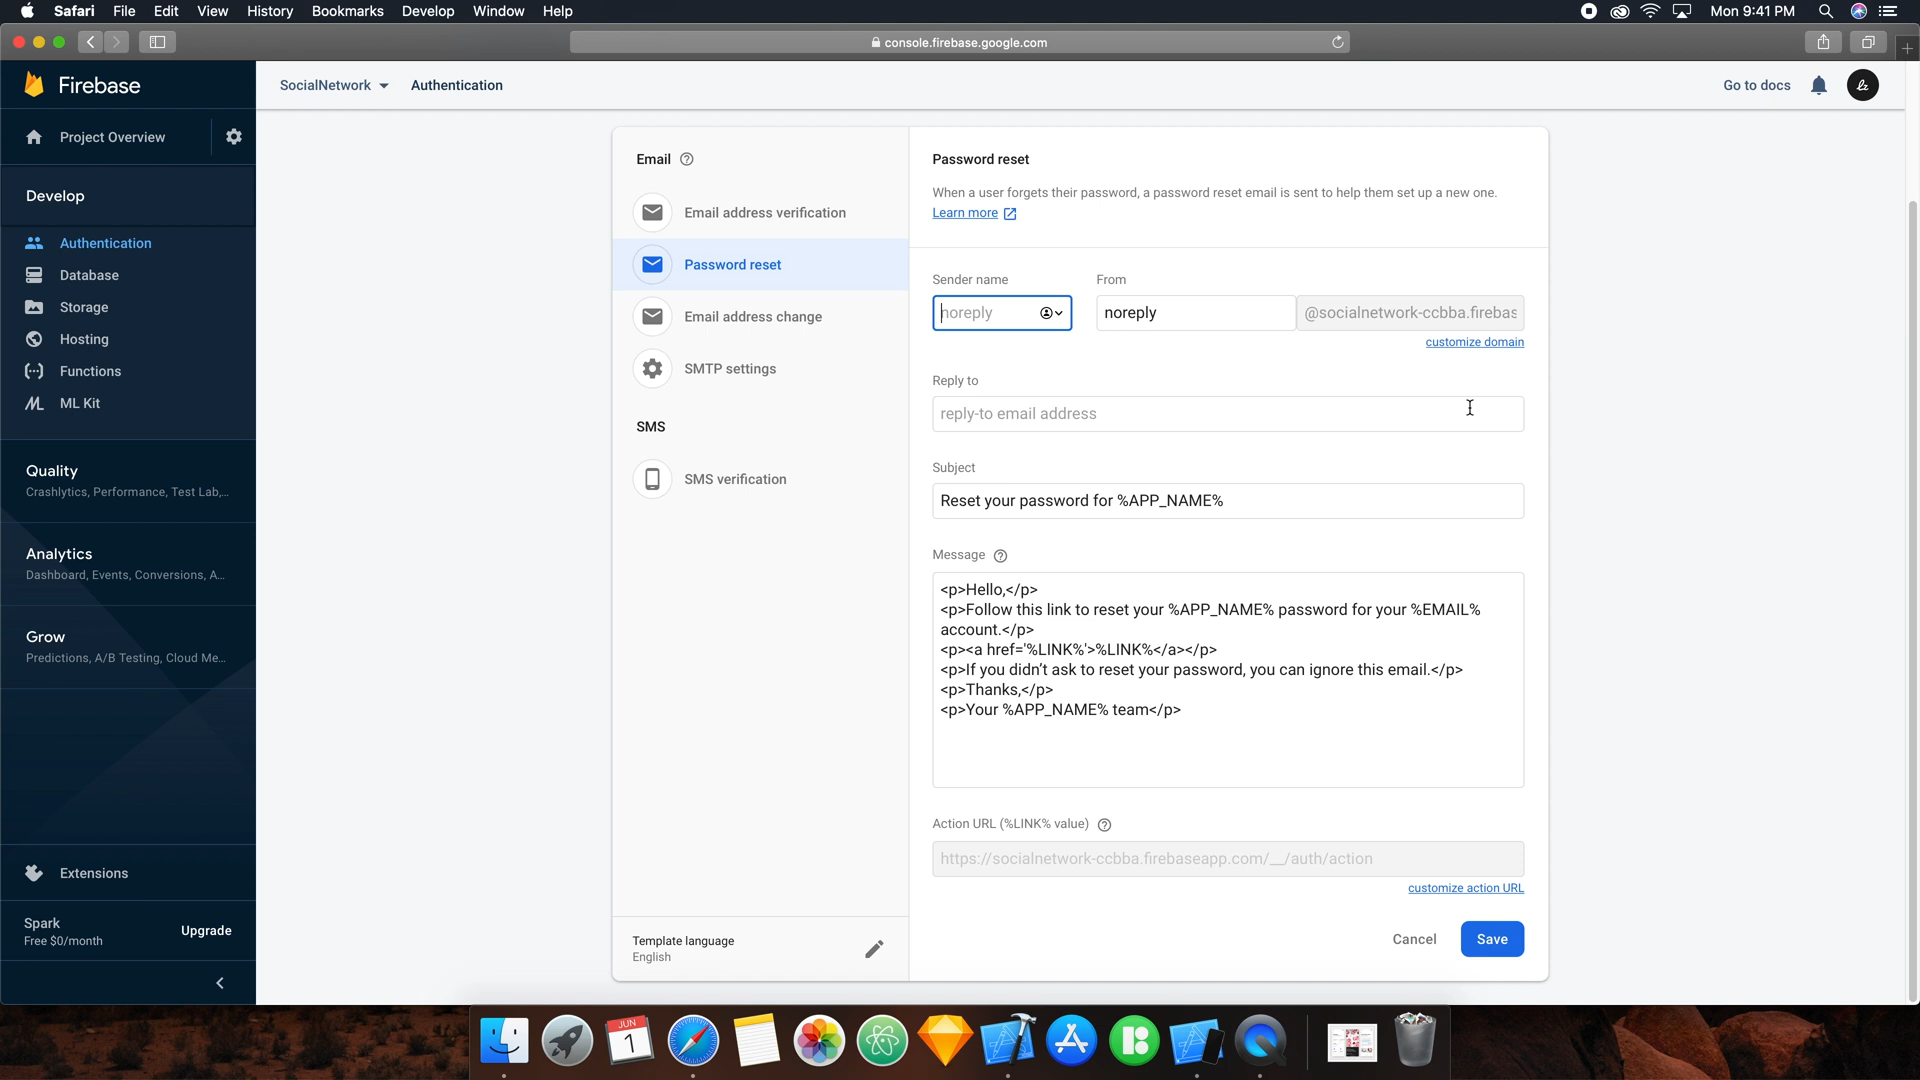 Safari File Edit View History Bookmarks Develop Window Help Mon 9:41 PM
console.firebase.google.com
Firebase
SocialNetwork Authentication Go to docs
Project Overview
Develop
Authentication
Database
Storage
Hosting
Functions
ML Kit
Quality
Crashlytics, Performance, Test Lab,...
Analytics
Dashboard, Events, Conversions, A...
Grow
Predictions, A/B Testing, Cloud Me...
Extensions
Spark
Free $0/month
Upgrade
Email
Email address verification
Password reset
Email address change
SMTP settings
SMS
SMS verification
Template language
English
Password reset
When a user forgets their password, a password reset email is sent to help them set up a new one.
Learn more
Sender name From
noreply noreply @socialnetwork-ccbba.firebas
customize domain
Reply to
reply-to email address
Subject
Reset your password for %APP_NAME%
Message
<p>Hello,</p>
<p>Follow this link to reset your %APP_NAME% password for your %EMAIL%
account.</p>
<p><a href='%LINK%'>%LINK%</a></p>
<p>If you didn't ask to reset your password, you can ignore this email.</p>
<p>Thanks,</p>
<p>Your %APP_NAME% team</p>
Action URL (%LINK% value)
https://socialnetwork-ccbba.firebaseapp.com/__/auth/action
customize action URL
Cancel Save
JUN
1